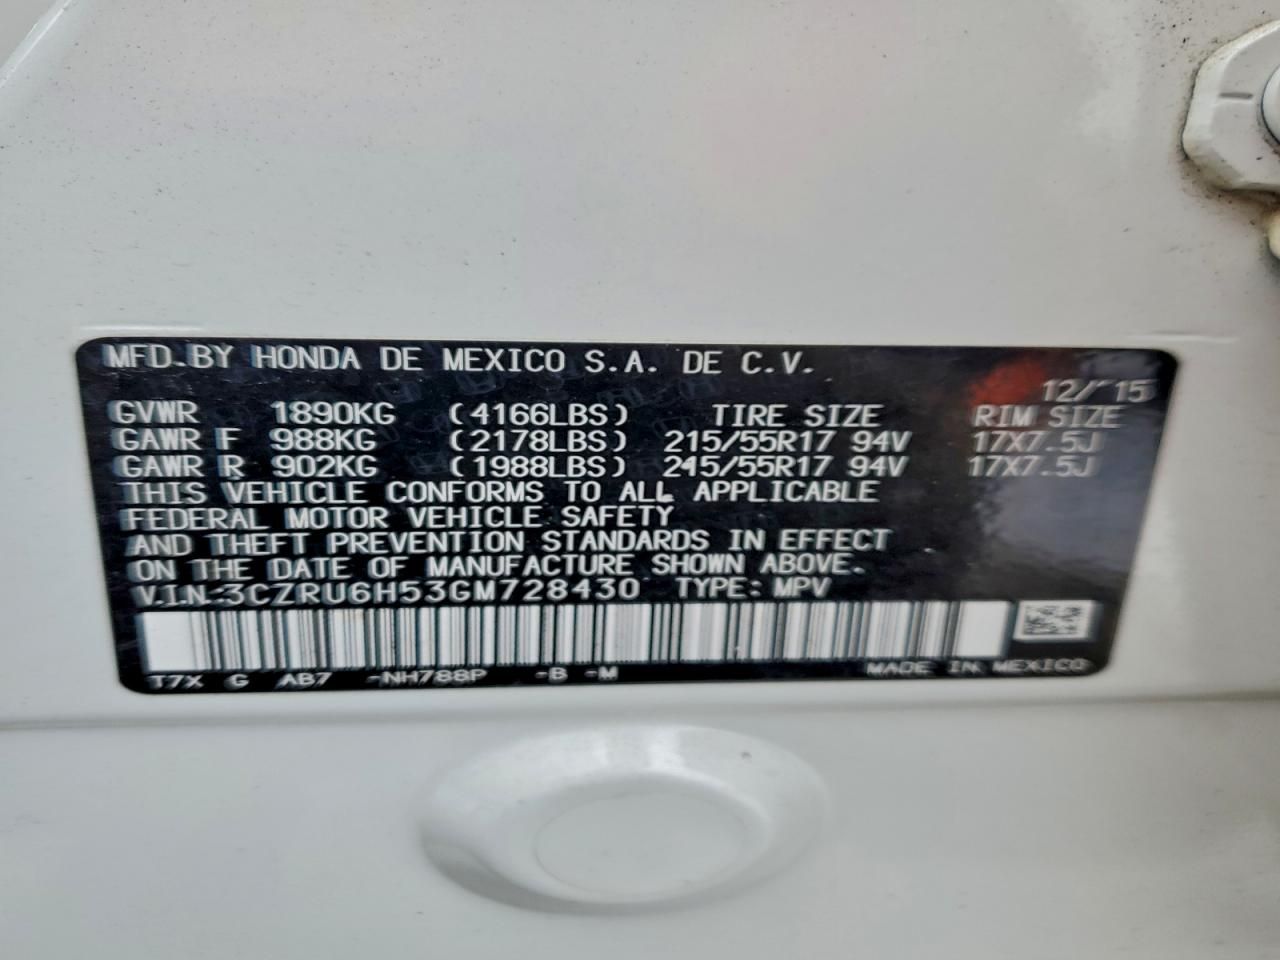 MFD. BY HONDA DE MEXICO S.A. DE C.V.
12/'15
GVWR 1890KG (4166LBS) TIRE SIZE RIM SIZE
GAWR F 988KG (2178LBS) 215/55R17 94V 17X7.5J
GAWR R 902KG (1988LBS) 215/55R17 94V 17X7.5J
THIS VEHICLE CONFORMS TO ALL APPLICABLE
FEDERAL MOTOR VEHICLE SAFETY
AND THEFT PREVENTION STANDARDS IN EFFECT
ON THE DATE OF MANUFACTURE SHOWN ABOVE.
V.I.N.:3CZRU6H53GM728430 TYPE: MPV
T7X G AB7 -NH788P -B -M MADE IN MEXICO